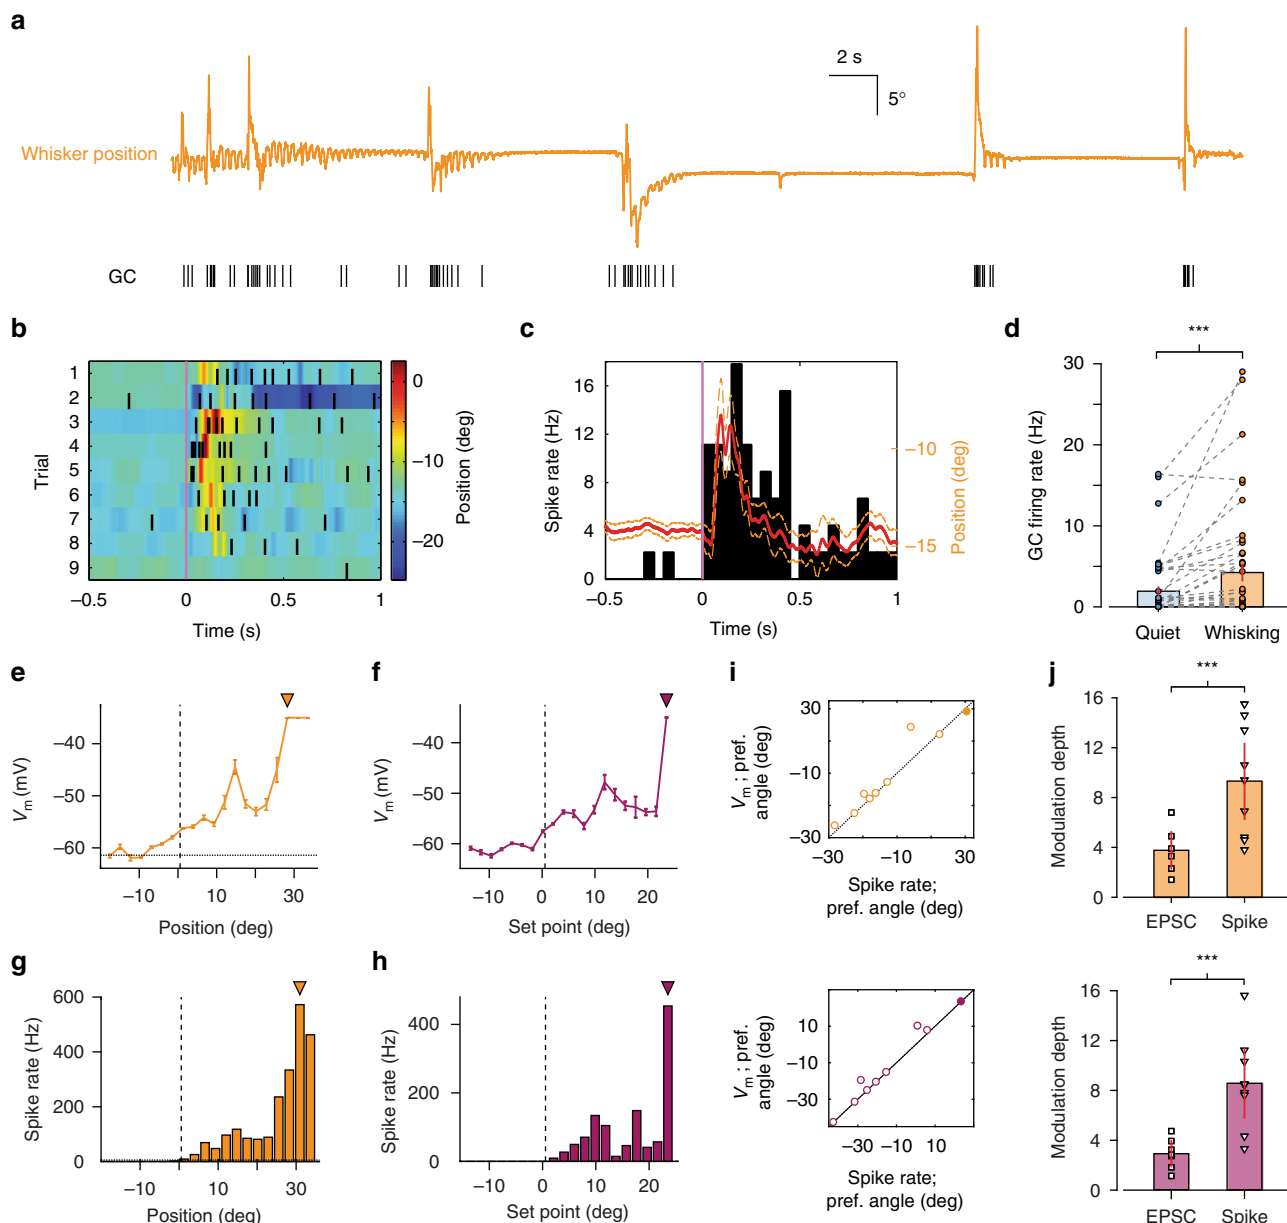 a
2 s
5°
Whisker position
GC
b
Trial
1
2
3
4
5
6
7
8
9
−0.5
0
0.5
1
Time (s)
0
−10
−20
Position (deg)
c
Spike rate (Hz)
16
12
8
4
0
−0.5
0
0.5
1
Time (s)
−10
−15
Position (deg)
d
***
GC firing rate (Hz)
30
20
10
0
Quiet
Whisking
e
Vm (mV)
−40
−50
−60
−10
10
30
Position (deg)
f
Vm (mV)
−40
−50
−60
−10
0
10
20
Set point (deg)
g
Spike rate (Hz)
600
400
200
0
−10
10
30
Position (deg)
h
Spike rate (Hz)
400
200
0
−10
0
10
20
Set point (deg)
i
Vm; pref.
angle (deg)
30
−10
−30
−30
−10
30
Spike rate;
pref. angle (deg)
Vm; pref.
angle (deg)
10
−10
−30
−30
−10
10
Spike rate;
pref. angle (deg)
j
***
Modulation depth
16
12
8
4
0
EPSC
Spike
***
Modulation depth
16
12
8
4
0
EPSC
Spike